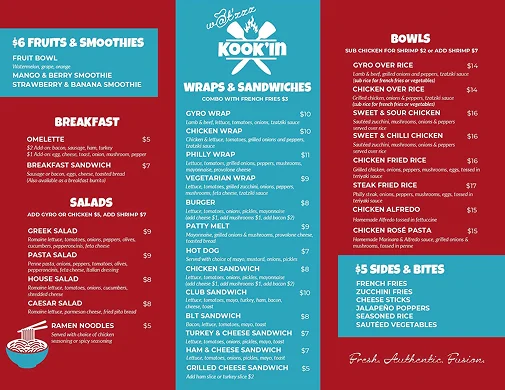 $6 FRUITS & SMOOTHIES
FRUIT BOWL
Watermelon, grape, orange
MANGO & BERRY SMOOTHIE
STRAWBERRY & BANANA SMOOTHIE
BREAKFAST
OMELETTE $5
$2 Add-on: bacon, sausage, ham, turkey
$1 Add-on: egg, cheese, toast, onion, mushroom, pepper
BREAKFAST SANDWICH $7
Sausage or bacon, eggs, cheese, toasted bread
(Also available as a breakfast burrito)
SALADS
ADD GYRO OR CHICKEN $5, ADD SHRIMP $7
GREEK SALAD $9
Romaine lettuce, tomatoes, onions, peppers, olives,
cucumbers, pepperoncinis, feta cheese
PASTA SALAD $9
Penne pasta, onions, peppers, tomatoes, olives,
pepperoncinis, feta cheese, Italian dressing
HOUSE SALAD $8
Romaine lettuce, tomatoes, onions, cucumbers,
shredded cheese
CAESAR SALAD $8
Romaine lettuce, parmesan cheese, fried pita bread
RAMEN NOODLES $5
Served with choice of chicken
seasoning or spicy seasoning
w@t'zzz
KOOK'in
WRAPS & SANDWICHES
COMBO WITH FRENCH FRIES $3
GYRO WRAP $10
Lamb & beef, lettuce, tomatoes, onions, tzatziki sauce
CHICKEN WRAP $10
Chicken & lettuce, tomatoes, grilled onions and peppers,
tzatziki sauce
PHILLY WRAP $11
Lettuce, tomatoes, grilled onions, peppers, mushrooms,
mayonnaise, provolone cheese
VEGETARIAN WRAP $9
Lettuce, tomatoes, grilled zucchini, onions, peppers,
mushrooms, feta cheese, tzatziki sauce
BURGER $8
Lettuce, tomatoes, onions, pickles, mayonnaise
(add cheese $1, add mushrooms $1, add bacon $2)
PATTY MELT $9
Mayonnaise, grilled onions & mushrooms, provolone cheese,
toasted bread
HOT DOG $7
Served with choice of mayo, mustard, onions, pickles
CHICKEN SANDWICH $8
Lettuce, tomatoes, onions, pickles, mayonnaise
(add cheese $1, add mushrooms $1, add bacon $2)
CLUB SANDWICH $10
Lettuce, tomatoes, mayo, turkey, ham, bacon,
cheese, toast
BLT SANDWICH $8
Bacon, lettuce, tomatoes, mayo, toast
TURKEY & CHEESE SANDWICH $7
Lettuce, tomatoes, onions, pickles, mayo, toast
HAM & CHEESE SANDWICH $7
Lettuce, tomatoes, onions, pickles, mayo, toast
GRILLED CHEESE SANDWICH $5
Add ham slice or turkey slice $2
BOWLS
SUB CHICKEN FOR SHRIMP $2 or ADD SHRIMP $7
GYRO OVER RICE $14
Lamb & beef, grilled onions and peppers, tzatziki sauce
(sub rice for french fries or vegetables)
CHICKEN OVER RICE $14
Grilled chicken, onions & peppers, tzatziki sauce
(sub rice for french fries or vegetables)
SWEET & SOUR CHICKEN $16
Sautéed zucchini, mushrooms, onions & peppers
served over rice
SWEET & CHILLI CHICKEN $16
Sautéed zucchini, mushrooms, onions & peppers
served over rice
CHICKEN FRIED RICE $16
Grilled chicken, onions, peppers, mushrooms, eggs, tossed in
teriyaki sauce
STEAK FRIED RICE $17
Philly steak, onions, peppers, mushrooms, eggs, tossed in
teriyaki sauce
CHICKEN ALFREDO $15
Homemade Alfredo tossed in fettuccine
CHICKEN ROSÉ PASTA $15
Homemade Marinara & Alfredo sauce, grilled onions &
mushrooms, tossed in penne
$5 SIDES & BITES
FRENCH FRIES
ZUCCHINI FRIES
CHEESE STICKS
JALAPEÑO POPPERS
SEASONED RICE
SAUTÉED VEGETABLES
Fresh. Authentic. Fusion.